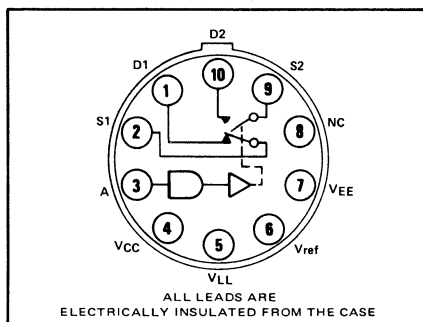 D2
D1
S2
10
1
9
S1
2
8
NC
A
3
7
VEE
4
6
VCC
5
Vref
VLL
ALL LEADS ARE
ELECTRICALLY INSULATED FROM THE CASE